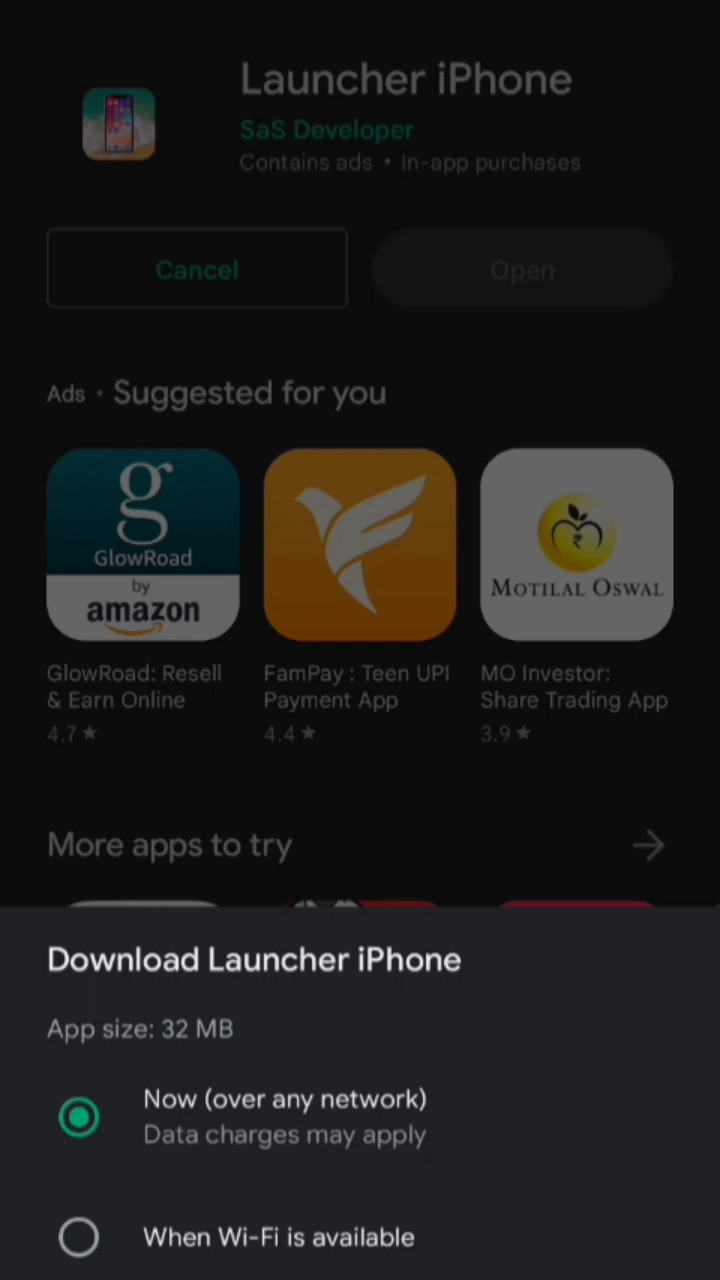 Launcher iPhone
SaS Developer
Contains ads • In-app purchases
Cancel
Open
Ads • Suggested for you
g
GlowRoad
by
amazon
MOTILAL OSWAL
GlowRoad: Resell
& Earn Online
4.7★
FamPay : Teen UPI
Payment App
4.4★
MO Investor:
Share Trading App
3.9★
More apps to try
Download Launcher iPhone
App size: 32 MB
Now (over any network)
Data charges may apply
When Wi-Fi is available